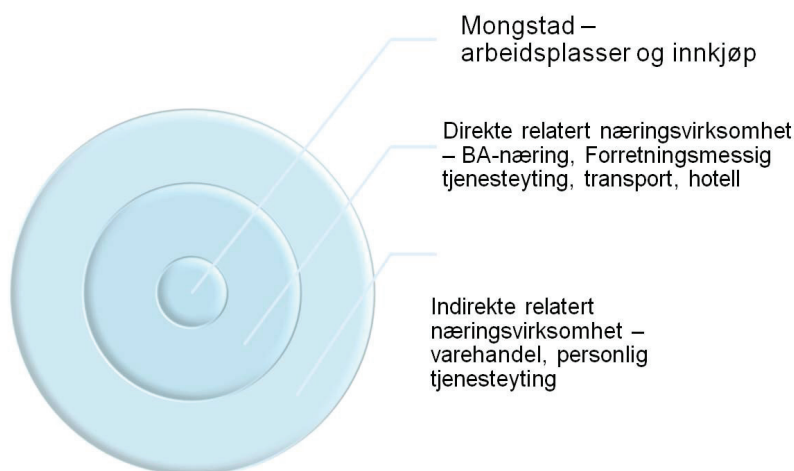 Mongstad –
arbeidsplasser og innkjøp
Direkte relatert næringsvirksomhet
– BA-næring, Forretningsmessig
tjenesteyting, transport, hotell
Indirekte relatert
næringsvirksomhet –
varehandel, personlig
tjenesteyting